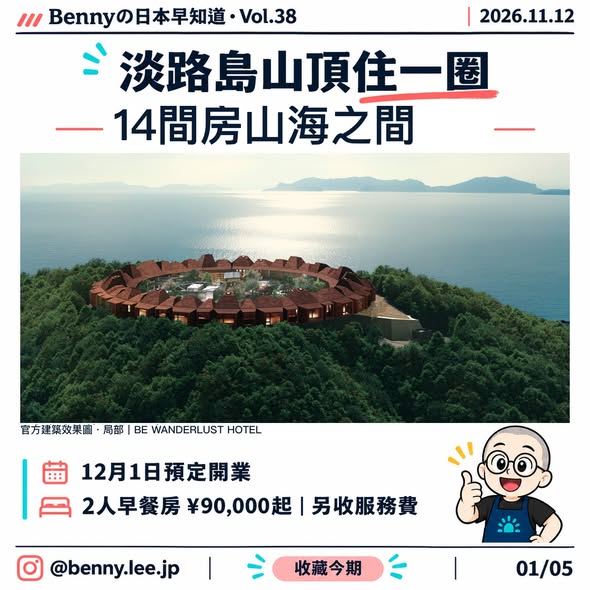 Bennyの日本早知道・Vol.38
2026.11.12
淡路島山頂住一圈
14間房山海之間
官方建築效果圖・局部｜BE WANDERLUST HOTEL
12月1日預定開業
2人早餐房 ¥90,000起｜另收服務費
@benny.lee.jp
收藏今期
01/05